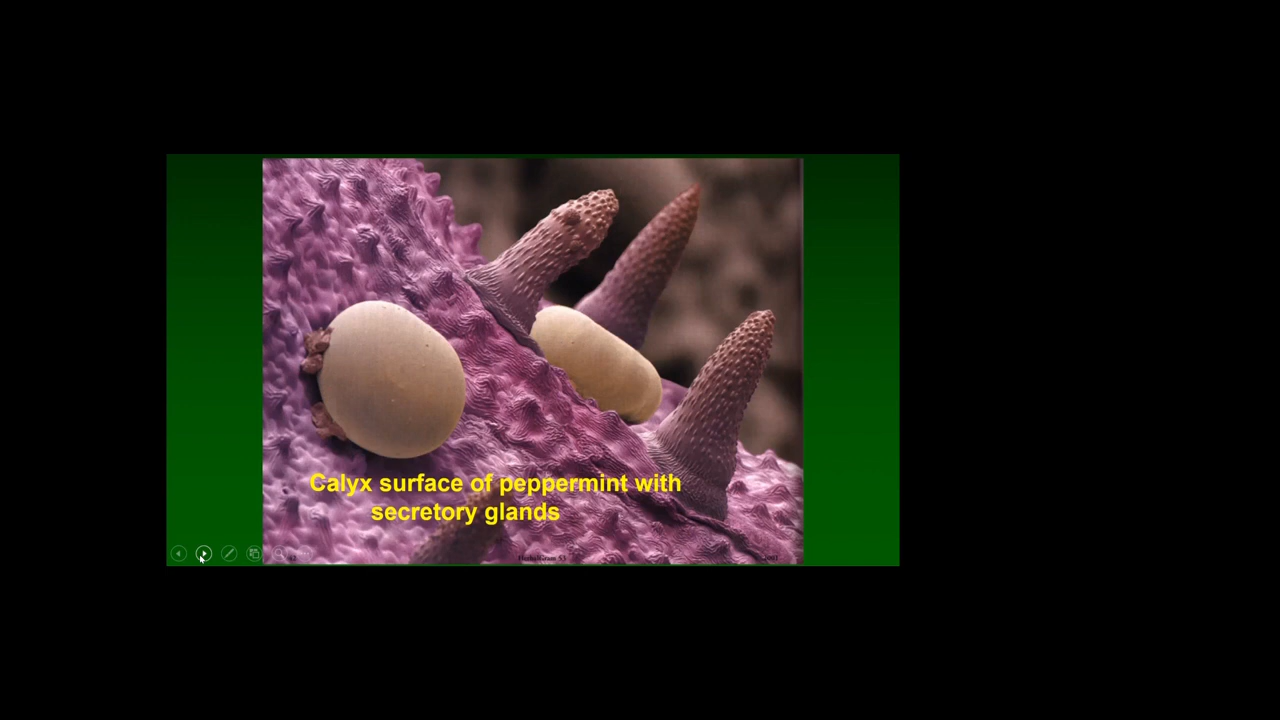 Calyx surface of peppermint with
secretory glands